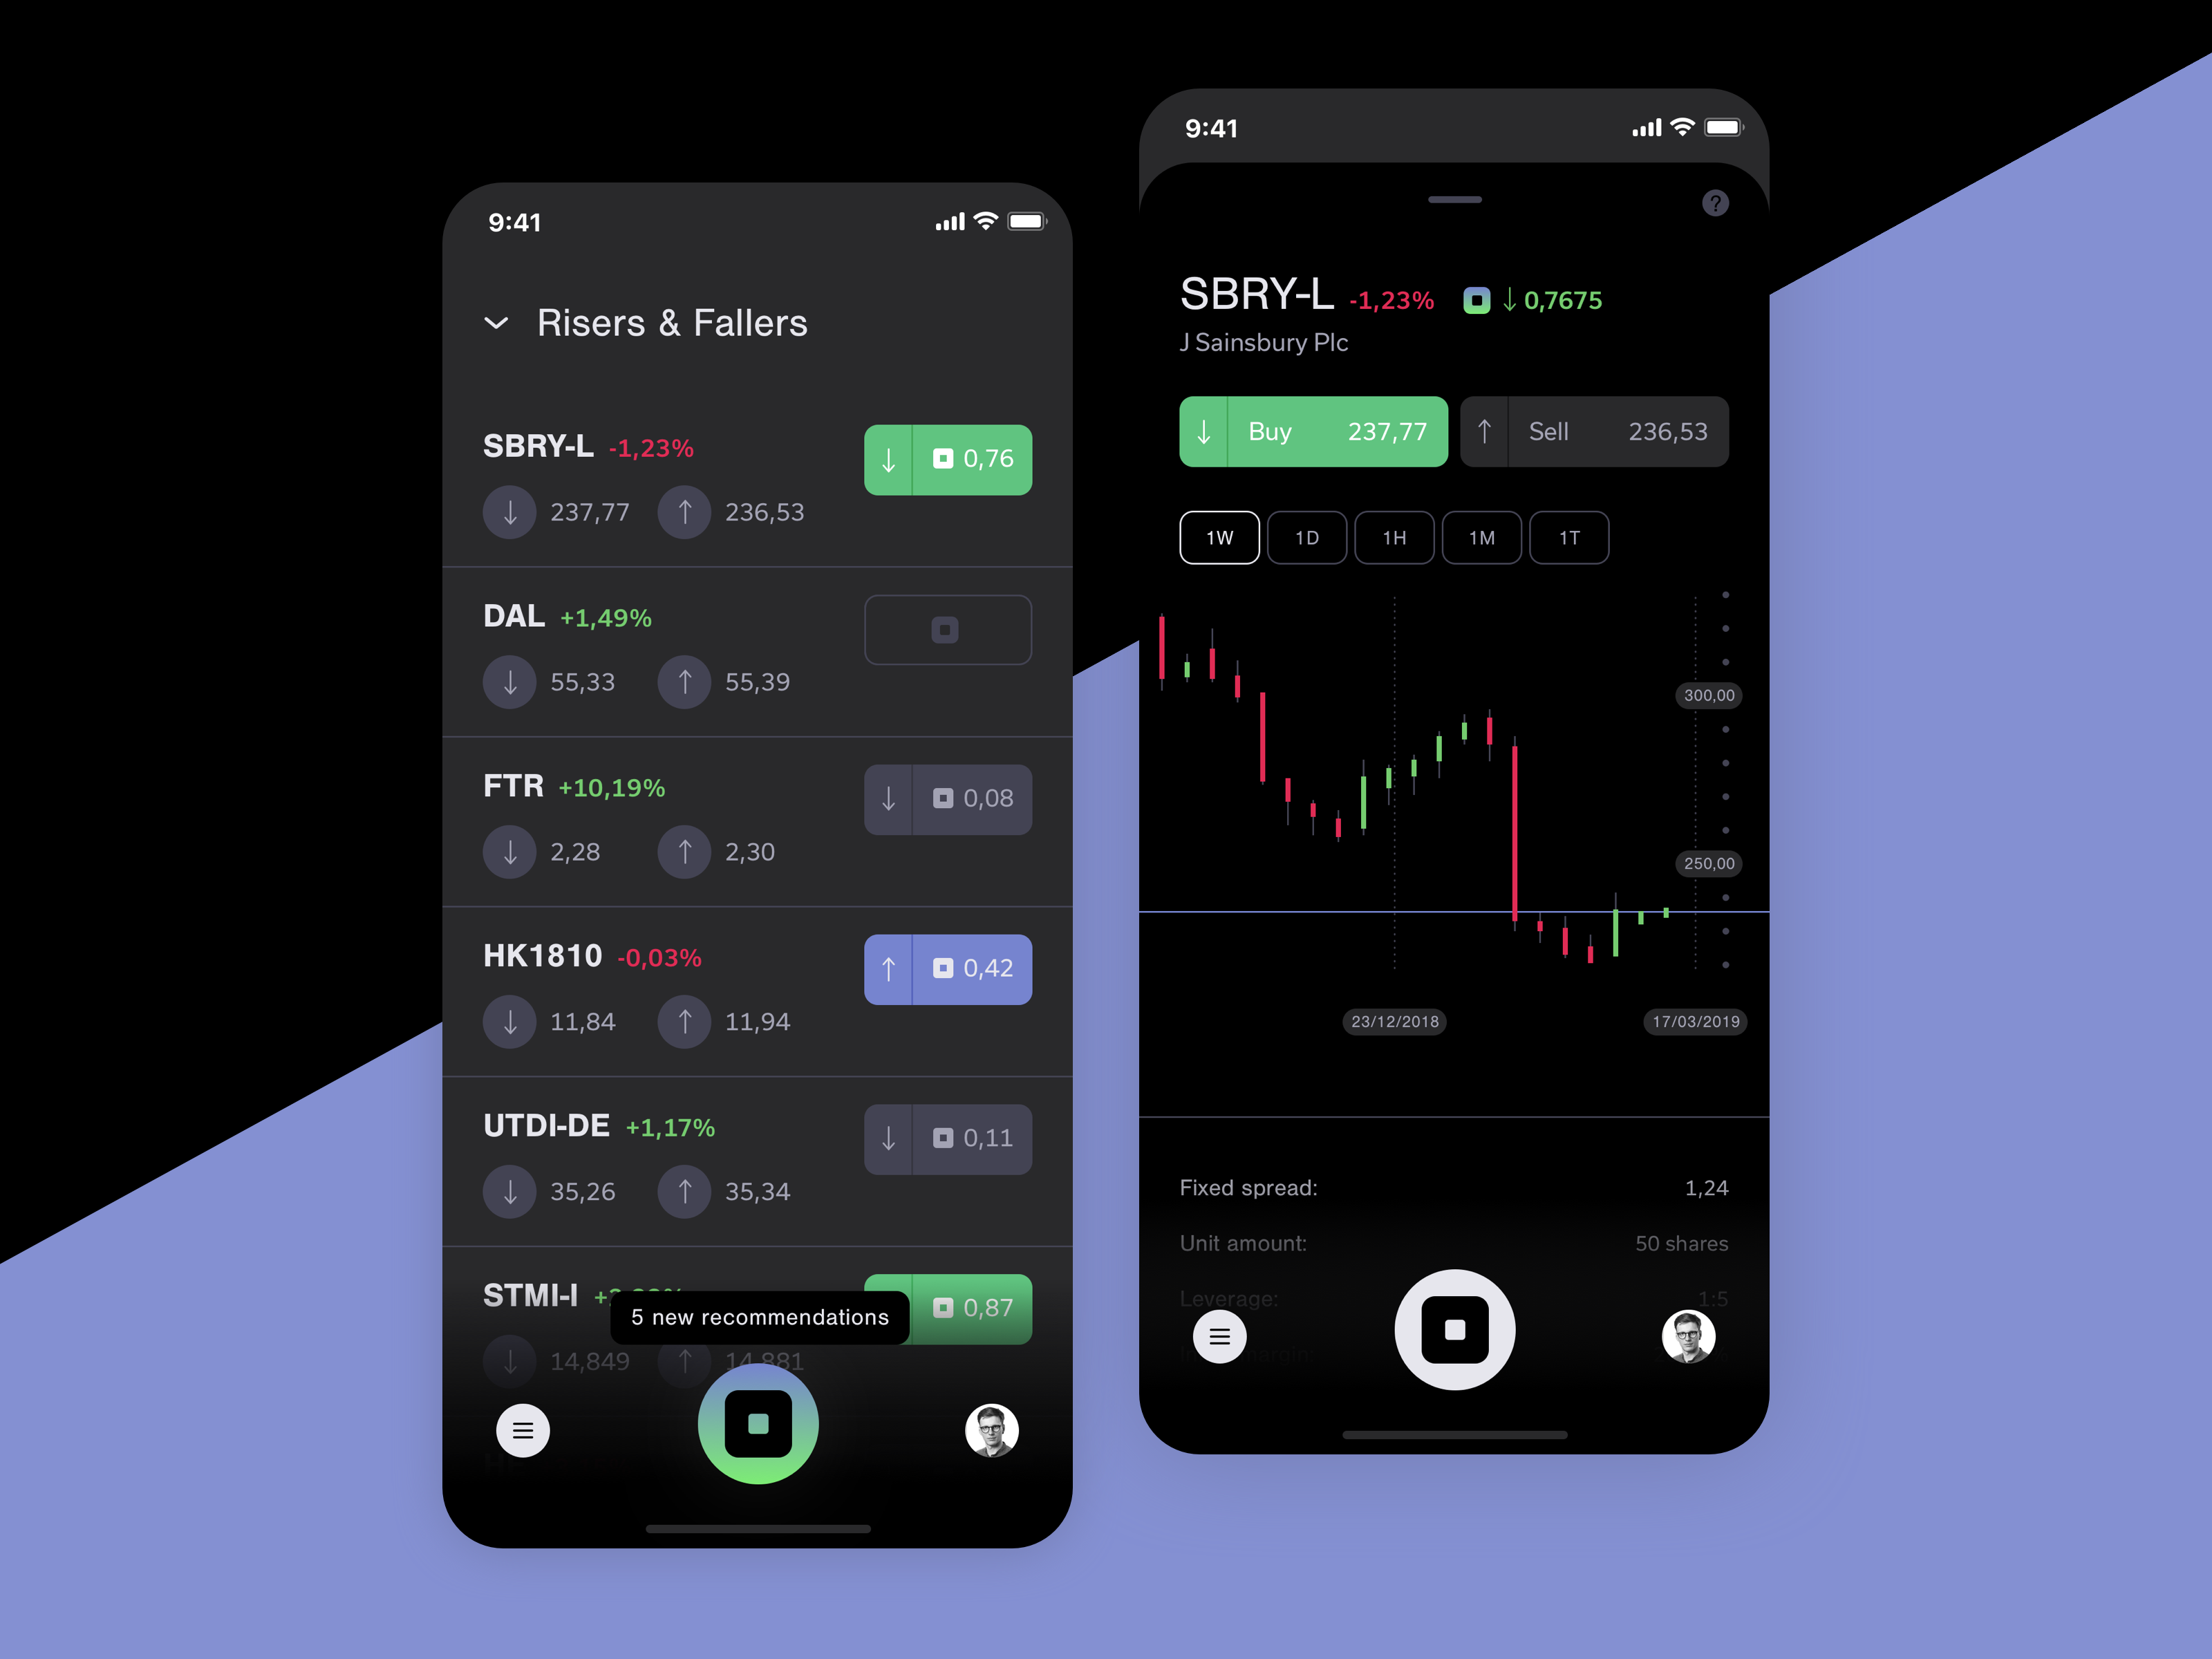 9:41
Risers & Fallers
SBRY-L -1,23%
0,76
237,77 236,53
DAL +1,49%
55,33 55,39
FTR +10,19%
0,08
2,28 2,30
HK1810 -0,03%
0,42
11,84 11,94
UTDI-DE +1,17%
0,11
35,26 35,34
STMI-I
0,87
5 new recommendations
14,849 14,881
9:41
?
SBRY-L -1,23% 0,7675
J Sainsbury Plc
Buy 237,77 Sell 236,53
1W 1D 1H 1M 1T
300,00
250,00
23/12/2018 17/03/2019
Fixed spread: 1,24
Unit amount: 50 shares
Leverage: 1:5